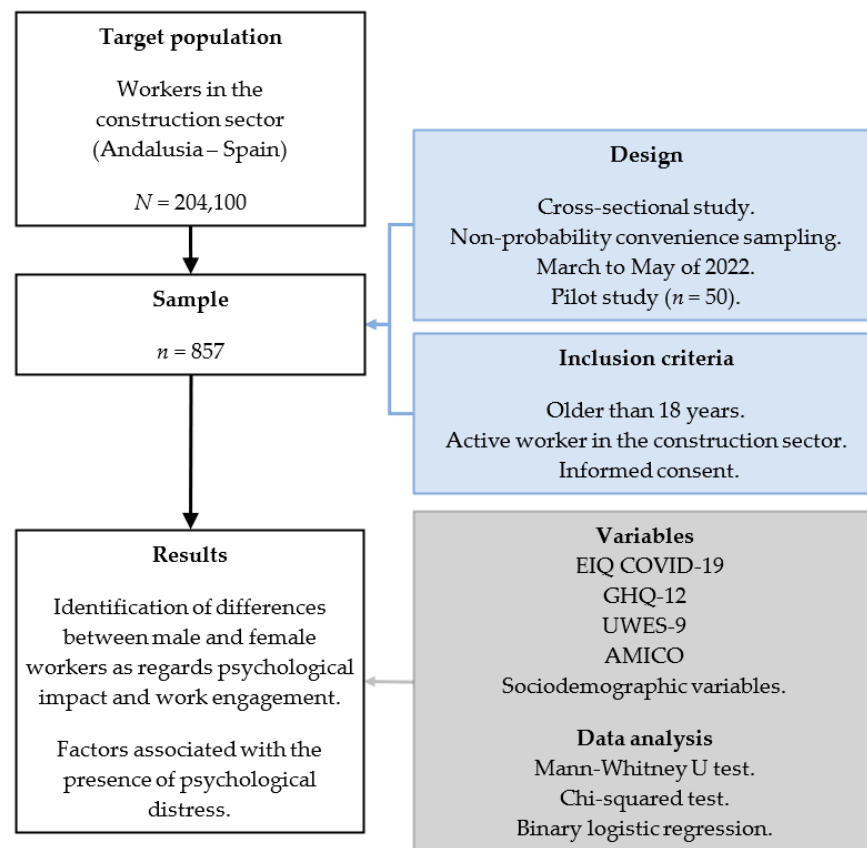 Target population
Workers in the
construction sector
(Andalusia – Spain)
N = 204,100
Design
Cross-sectional study.
Non-probability convenience sampling.
March to May of 2022.
Pilot study (n = 50).
Sample
n = 857
Inclusion criteria
Older than 18 years.
Active worker in the construction sector.
Informed consent.
Results
Identification of differences
between male and female
workers as regards psychological
impact and work engagement.
Factors associated with the
presence of psychological
distress.
Variables
EIQ COVID-19
GHQ-12
UWES-9
AMICO
Sociodemographic variables.
Data analysis
Mann-Whitney U test.
Chi-squared test.
Binary logistic regression.